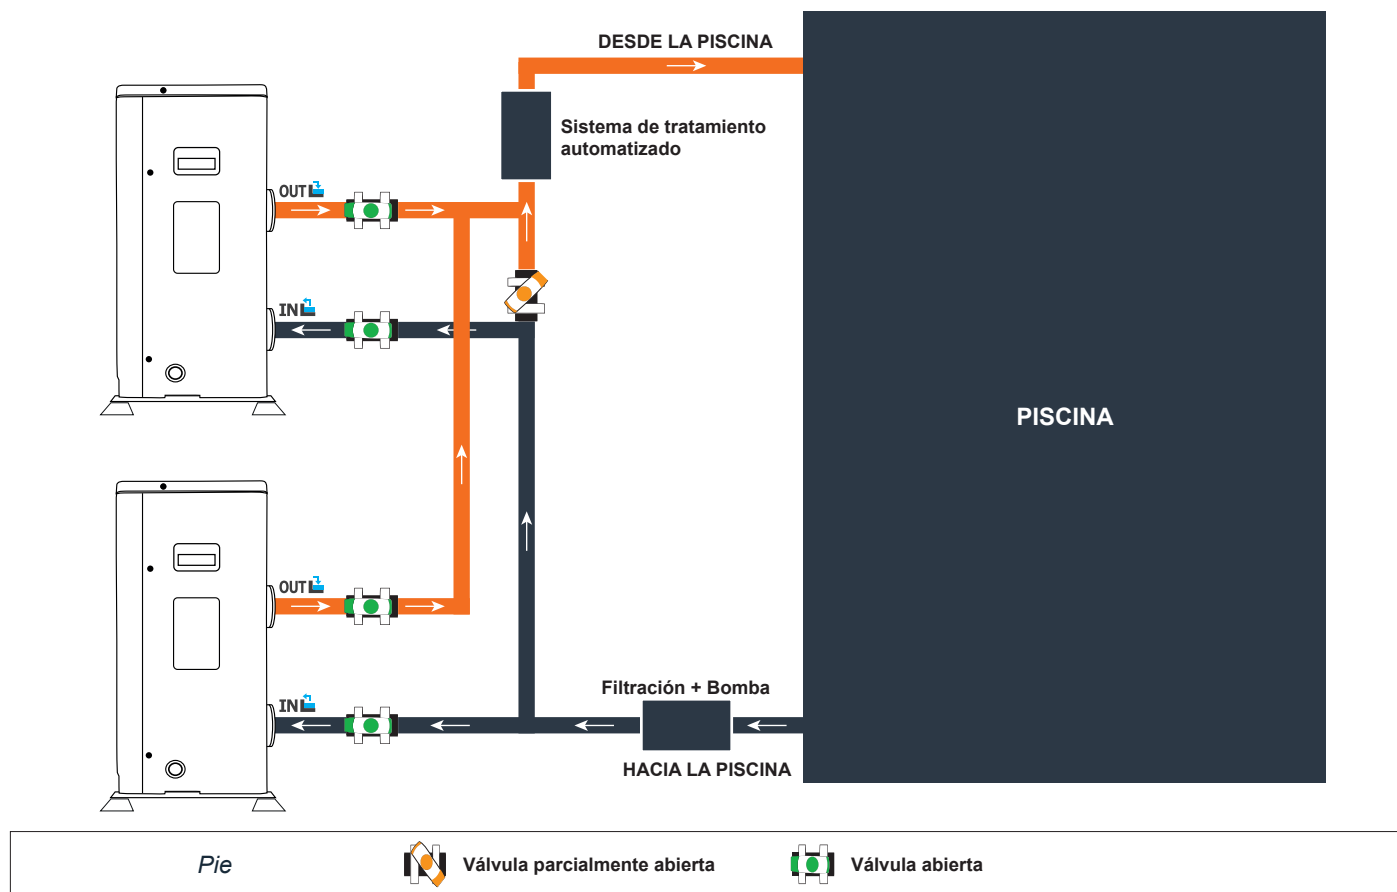 DESDE LA PISCINA
Sistema de tratamiento
automatizado
OUT
IN
PISCINA
OUT
IN
Filtración + Bomba
HACIA LA PISCINA
Pie
Válvula parcialmente abierta
Válvula abierta